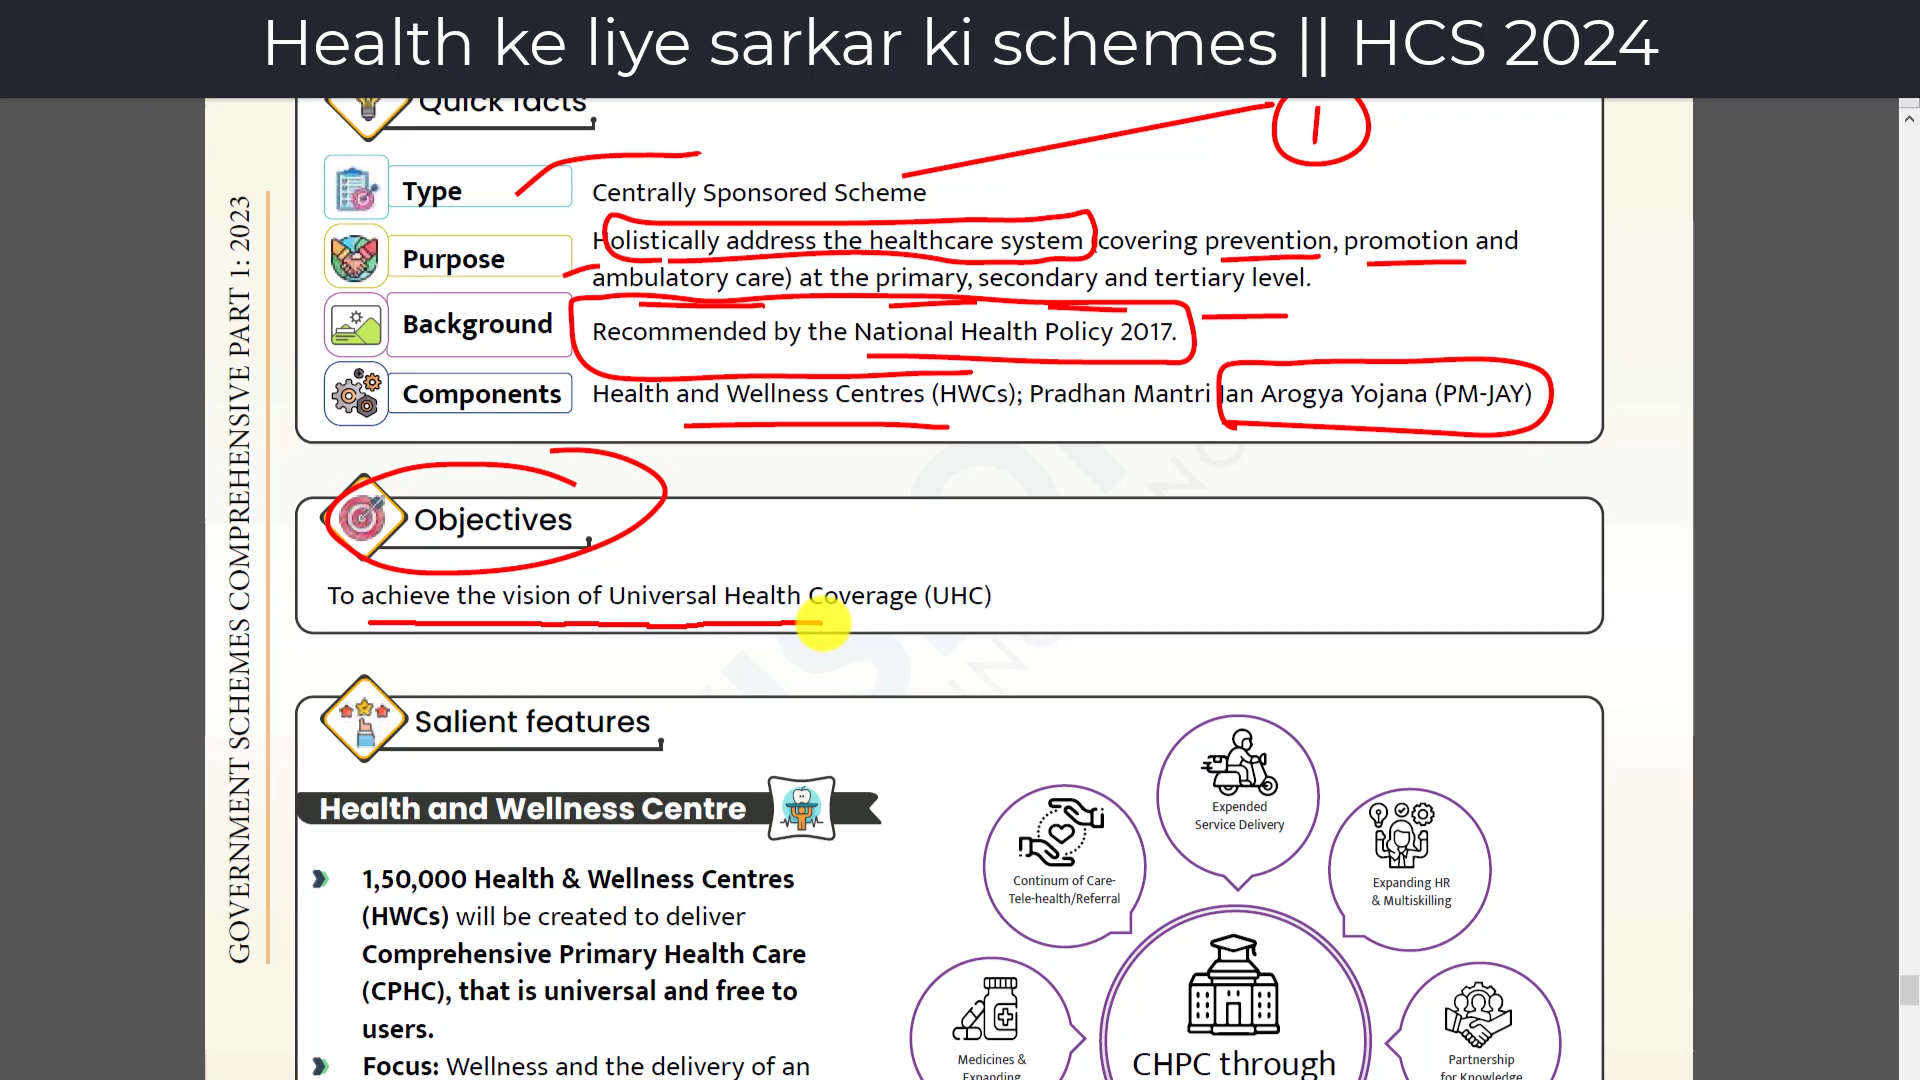 Health ke liye sarkar ki schemes || HCS 2024
Quick facts
GOVERNMENT SCHEMES COMPREHENSIVE PART 1: 2023
Type
Centrally Sponsored Scheme
Purpose
Holistically address the healthcare system (covering prevention, promotion and
ambulatory care) at the primary, secondary and tertiary level.
Background
Recommended by the National Health Policy 2017.
Components
Health and Wellness Centres (HWCs); Pradhan Mantri Jan Arogya Yojana (PM-JAY)
1
Objectives
To achieve the vision of Universal Health Coverage (UHC)
Salient features
Health and Wellness Centre
1,50,000 Health & Wellness Centres
(HWCs) will be created to deliver
Comprehensive Primary Health Care
(CPHC), that is universal and free to
users.
Focus: Wellness and the delivery of an
Expended
Service Delivery
Continum of Care-
Tele-health/Referral
Expanding HR
& Multiskilling
Medicines &
Expanding
CHPC through
Partnership
for Knowledge